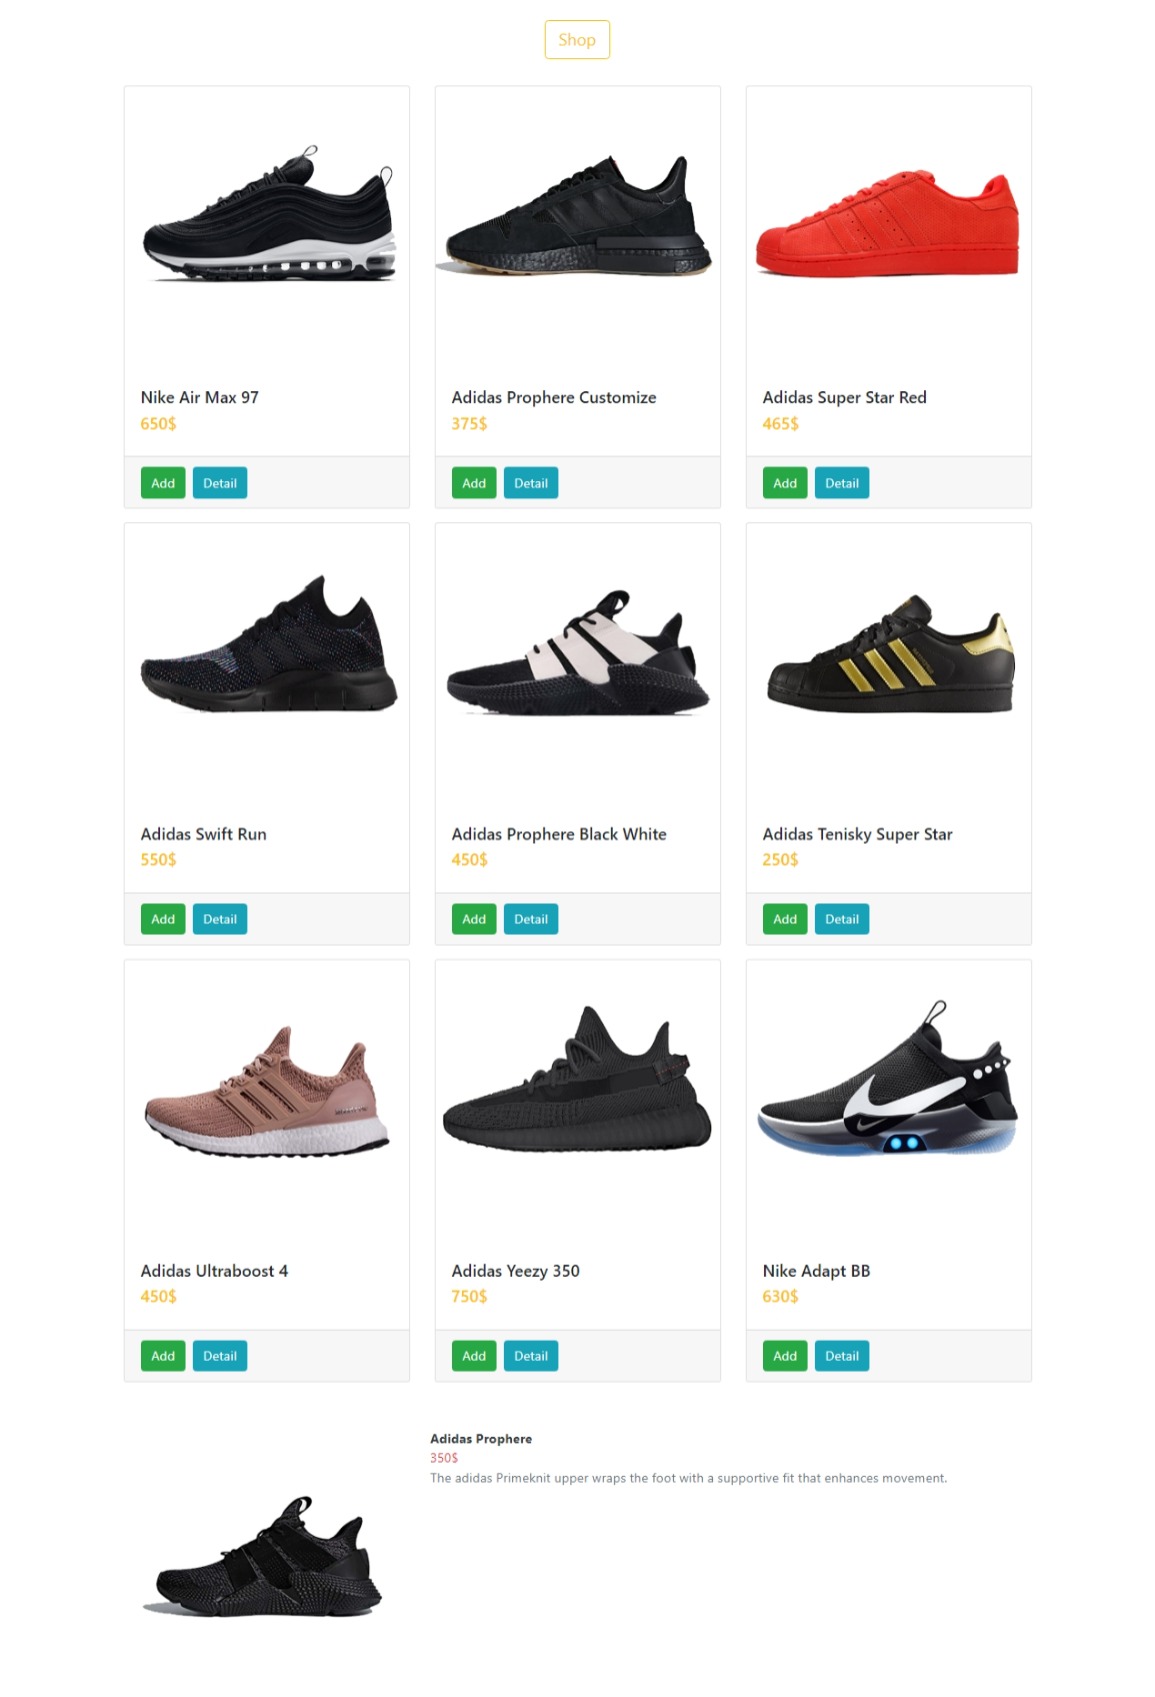 Shop
Nike Air Max 97
650$
Add Detail
Adidas Prophere Customize
375$
Add Detail
Adidas Super Star Red
465$
Add Detail
Adidas Swift Run
550$
Add Detail
Adidas Prophere Black White
450$
Add Detail
Adidas Tenisky Super Star
250$
Add Detail
Adidas Ultraboost 4
450$
Add Detail
Adidas Yeezy 350
750$
Add Detail
Nike Adapt BB
630$
Add Detail
Adidas Prophere
350$
The adidas Primeknit upper wraps the foot with a supportive fit that enhances movement.